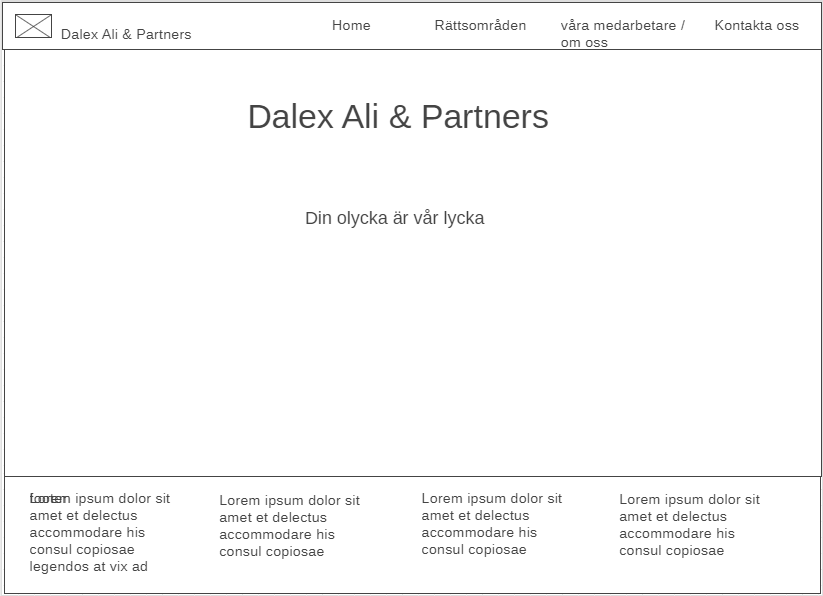 Dalex Ali & Partners
Home
Rättsområden
våra medarbetare /
om oss
Kontakta oss
Dalex Ali & Partners
Din olycka är vår lycka
Lorem ipsum dolor sit
amet et delectus
accommodare his
consul copiosae
legendos at vix ad
Lorem ipsum dolor sit
amet et delectus
accommodare his
consul copiosae
Lorem ipsum dolor sit
amet et delectus
accommodare his
consul copiosae
Lorem ipsum dolor sit
amet et delectus
accommodare his
consul copiosae